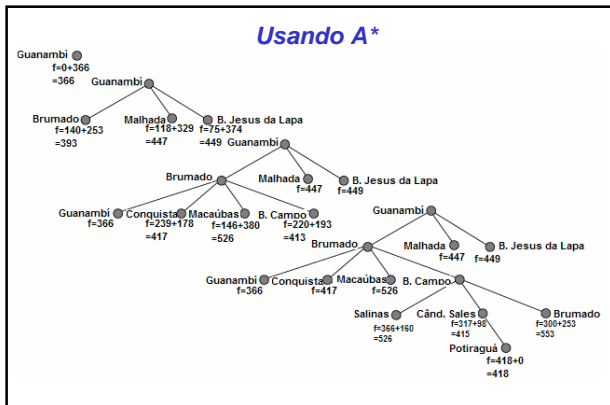 Usando A*
Guanambi
f=0+366
=366
Guanambi
Brumado
f=140+253
=393
Malhada
f=118+329
=447
B. Jesus da Lapa
f=75+374
=449
Guanambi
Brumado
Malhada
f=447
B. Jesus da Lapa
f=449
Guanambi
f=366
Conquista
f=239+178
=417
Macaúbas
f=146+380
=526
B. Campo
f=220+193
=413
Guanambi
Brumado
Malhada
f=447
B. Jesus da Lapa
f=449
Guanambi
f=366
Conquista
f=417
Macaúbas
f=526
B. Campo
Salinas
f=366+160
=526
Când. Sales
f=317+98
=415
Brumado
f=300+253
=553
Potiraguá
f=418+0
=418